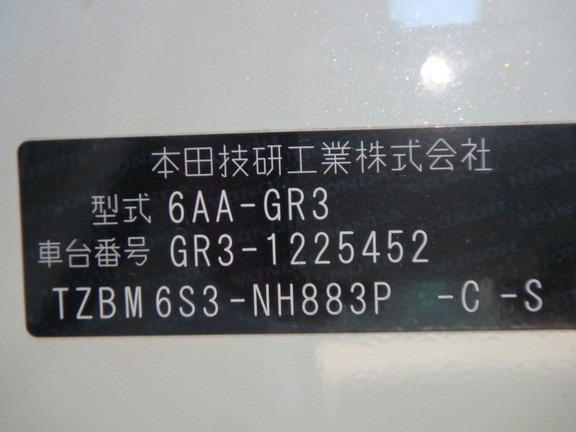 本田技研工業株式会社
型式 6AA-GR3
車台番号 GR3-1225452
TZBM6S3-NH883P -C -S